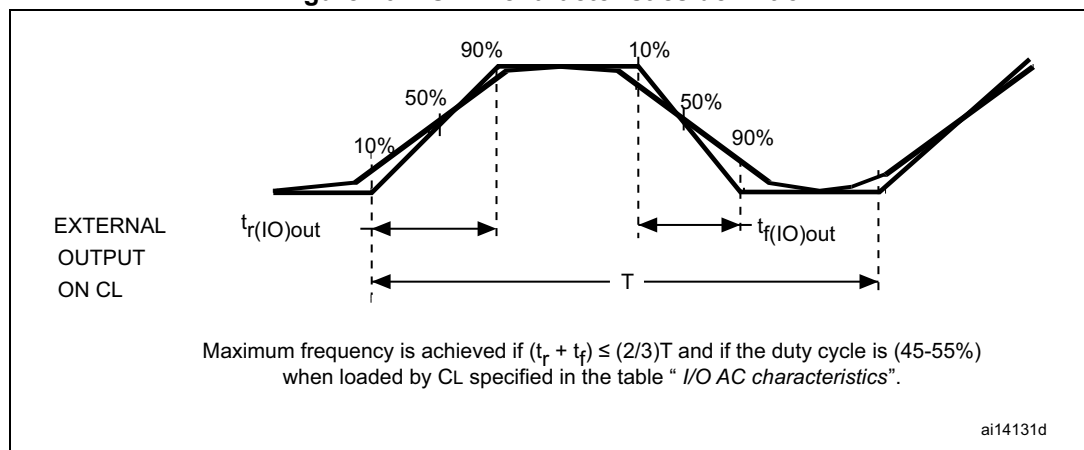 90%
10%
50%
50%
10%
90%
EXTERNAL
OUTPUT
ON CL
tr(IO)out
tf(IO)out
T
Maximum frequency is achieved if (tr + tf) ≤ (2/3)T and if the duty cycle is (45-55%)
when loaded by CL specified in the table “ I/O AC characteristics”.
ai14131d